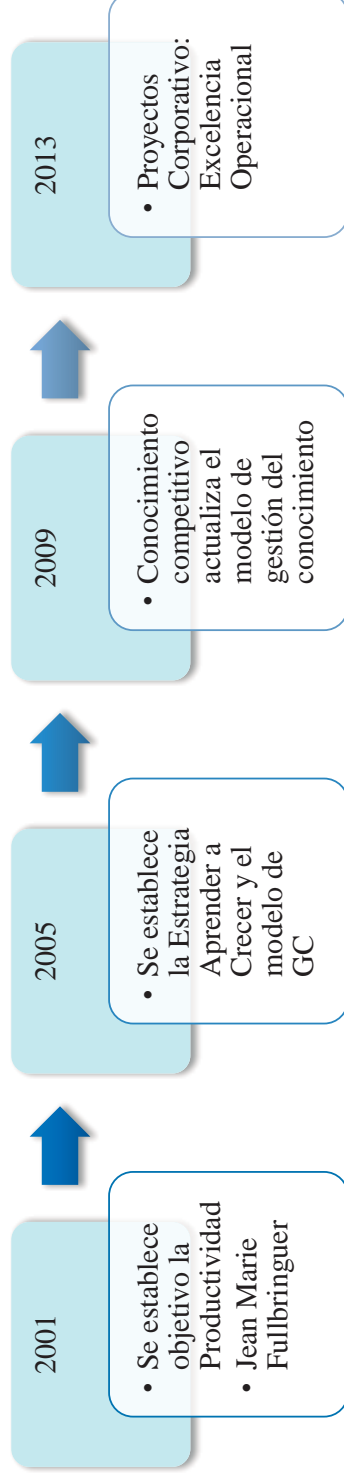 2001
• Se establece
objetivo la
Productividad
• Jean Marie
Fullbringuer
2005
• Se establece
la Estrategia
Aprender a
Crecer y el
modelo de
GC
2009
• Conocimiento
competitivo
actualiza el
modelo de
gestión del
conocimiento
2013
• Proyectos
Corporativo:
Excelencia
Operacional